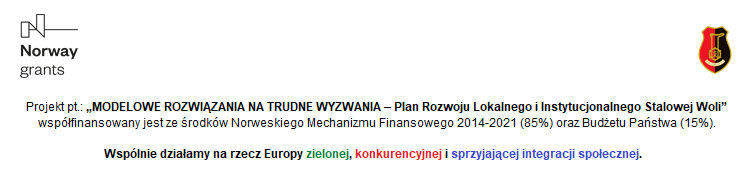 Norway
grants
Projekt pt.: „MODELOWE ROZWIĄZANIA NA TRUDNE WYZWANIA – Plan Rozwoju Lokalnego i Instytucjonalnego Stalowej Woli”
współfinansowany jest ze środków Norweskiego Mechanizmu Finansowego 2014-2021 (85%) oraz Budżetu Państwa (15%).
Wspólnie działamy na rzecz Europy zielonej, konkurencyjnej i sprzyjającej integracji społecznej.